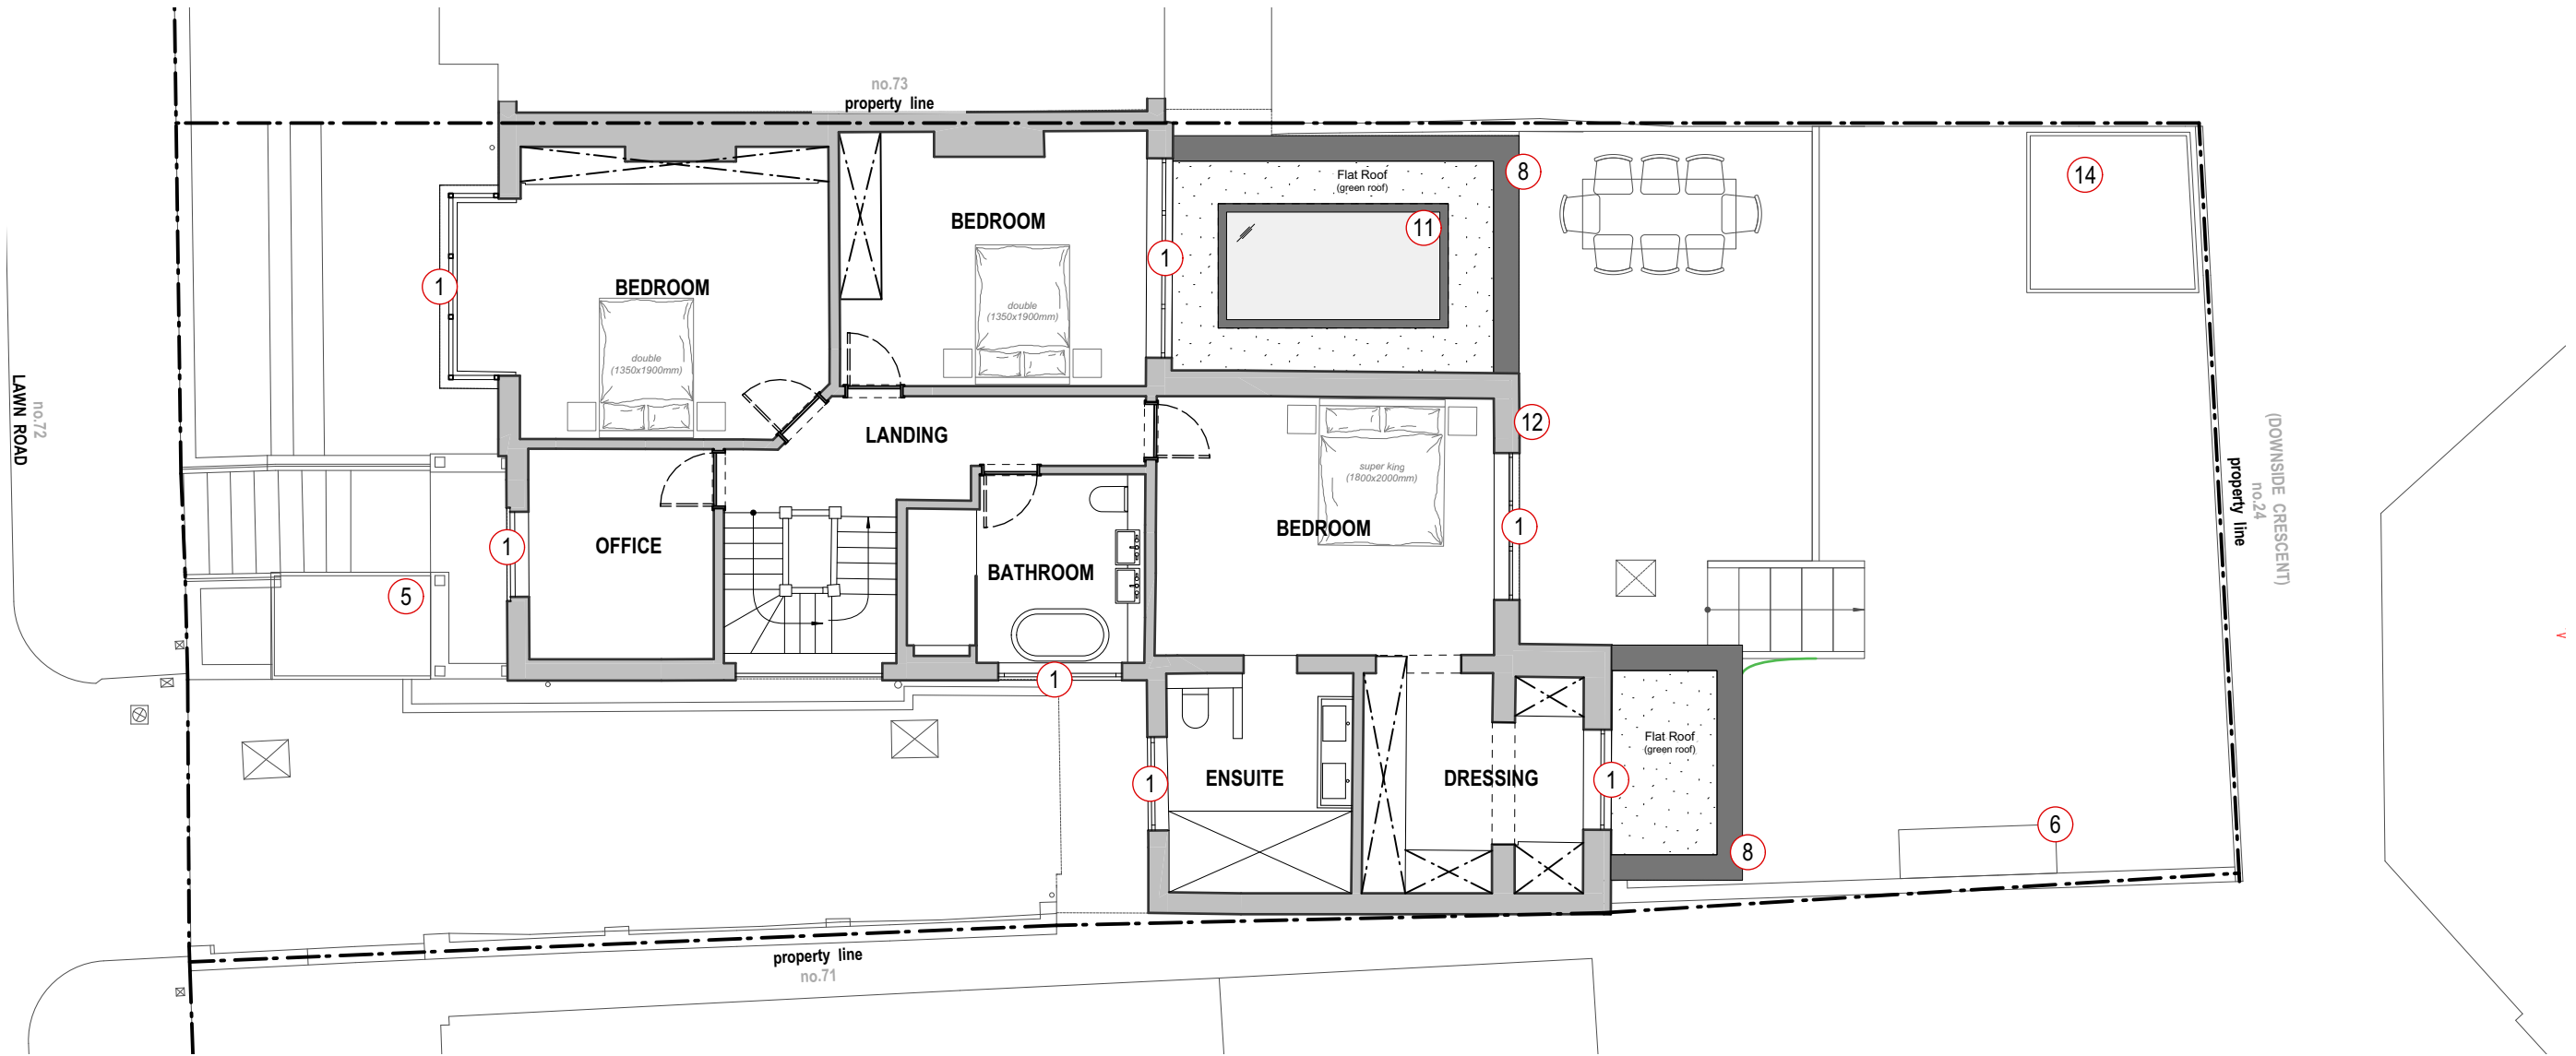 no.73
property line
Flat Roof
(green roof)
8
14
11
BEDROOM
1
1
BEDROOM
double
(1350x1900mm)
double
(1350x1900mm)
LAWN ROAD
no.72
LANDING
12
super king
(1800x2000mm)
BEDROOM
1
property line
no.24
(DOWNSIDE CRESCENT)
1
OFFICE
BATHROOM
5
1
1
ENSUITE
DRESSING
1
Flat Roof
(green roof)
8
6
property line
no.71